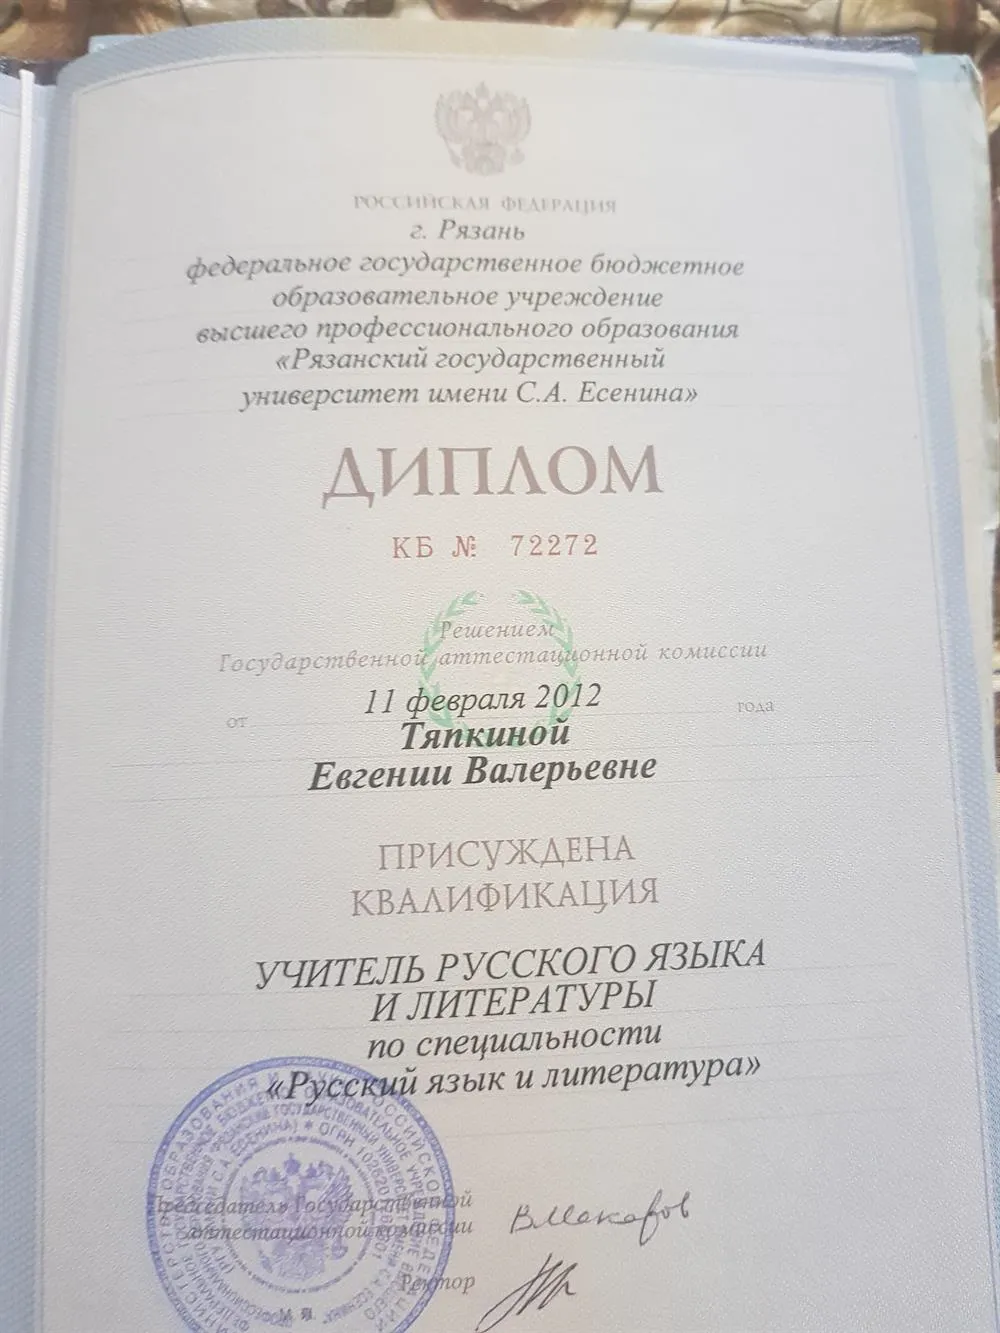 РОССИЙСКАЯ ФЕДЕРАЦИЯ
г. Рязань
федеральное государственное бюджетное
образовательное учреждение
высшего профессионального образования
«Рязанский государственный
университет имени С.А. Есенина»
ДИПЛОМ
КБ № 72272
Решением
Государственной аттестационной комиссии
от 11 февраля 2012 года
Тяпкиной
Евгении Валерьевне
ПРИСУЖДЕНА
КВАЛИФИКАЦИЯ
УЧИТЕЛЬ РУССКОГО ЯЗЫКА
И ЛИТЕРАТУРЫ
по специальности
«Русский язык и литература»
Председатель Государственной
аттестационной комиссии
ВМакаров
Ректор
М.П.